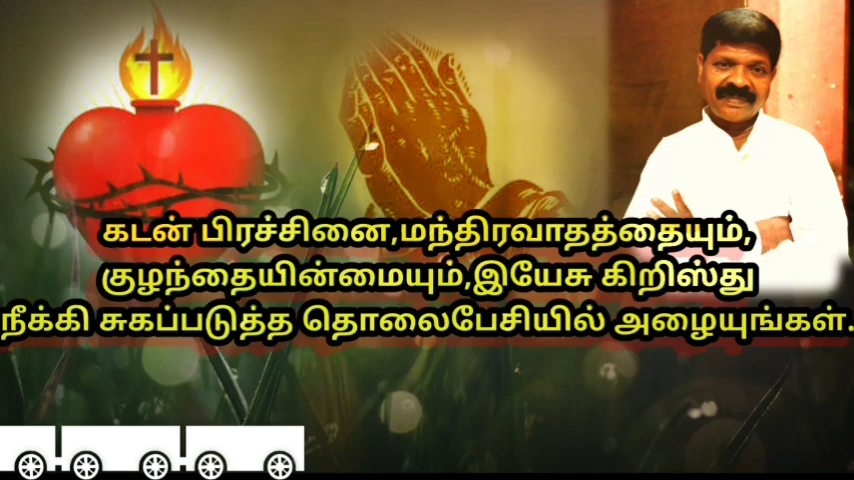 கடன் பிரச்சினை,மந்திரவாதத்தையும்,
குழந்தையின்மையும்,இயேசு கிறிஸ்து
நீக்கி சுகப்படுத்த தொலைபேசியில் அழையுங்கள்.